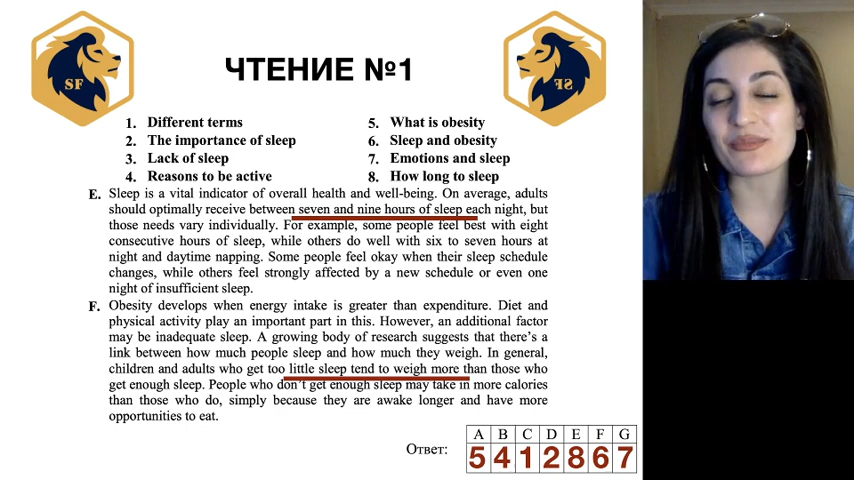 SF
ЧТЕНИЕ №1
SF
1. Different terms
2. The importance of sleep
3. Lack of sleep
4. Reasons to be active
5. What is obesity
6. Sleep and obesity
7. Emotions and sleep
8. How long to sleep
E. Sleep is a vital indicator of overall health and well-being. On average, adults
should optimally receive between seven and nine hours of sleep each night, but
those needs vary individually. For example, some people feel best with eight
consecutive hours of sleep, while others do well with six to seven hours at
night and daytime napping. Some people feel okay when their sleep schedule
changes, while others feel strongly affected by a new schedule or even one
night of insufficient sleep.
F. Obesity develops when energy intake is greater than expenditure. Diet and
physical activity play an important part in this. However, an additional factor
may be inadequate sleep. A growing body of research suggests that there's a
link between how much people sleep and how much they weigh. In general,
children and adults who get too little sleep tend to weigh more than those who
get enough sleep. People who don't get enough sleep may take in more calories
than those who do, simply because they are awake longer and have more
opportunities to eat.
Ответ:
A B C D E F G
5 4 1 2 8 6 7